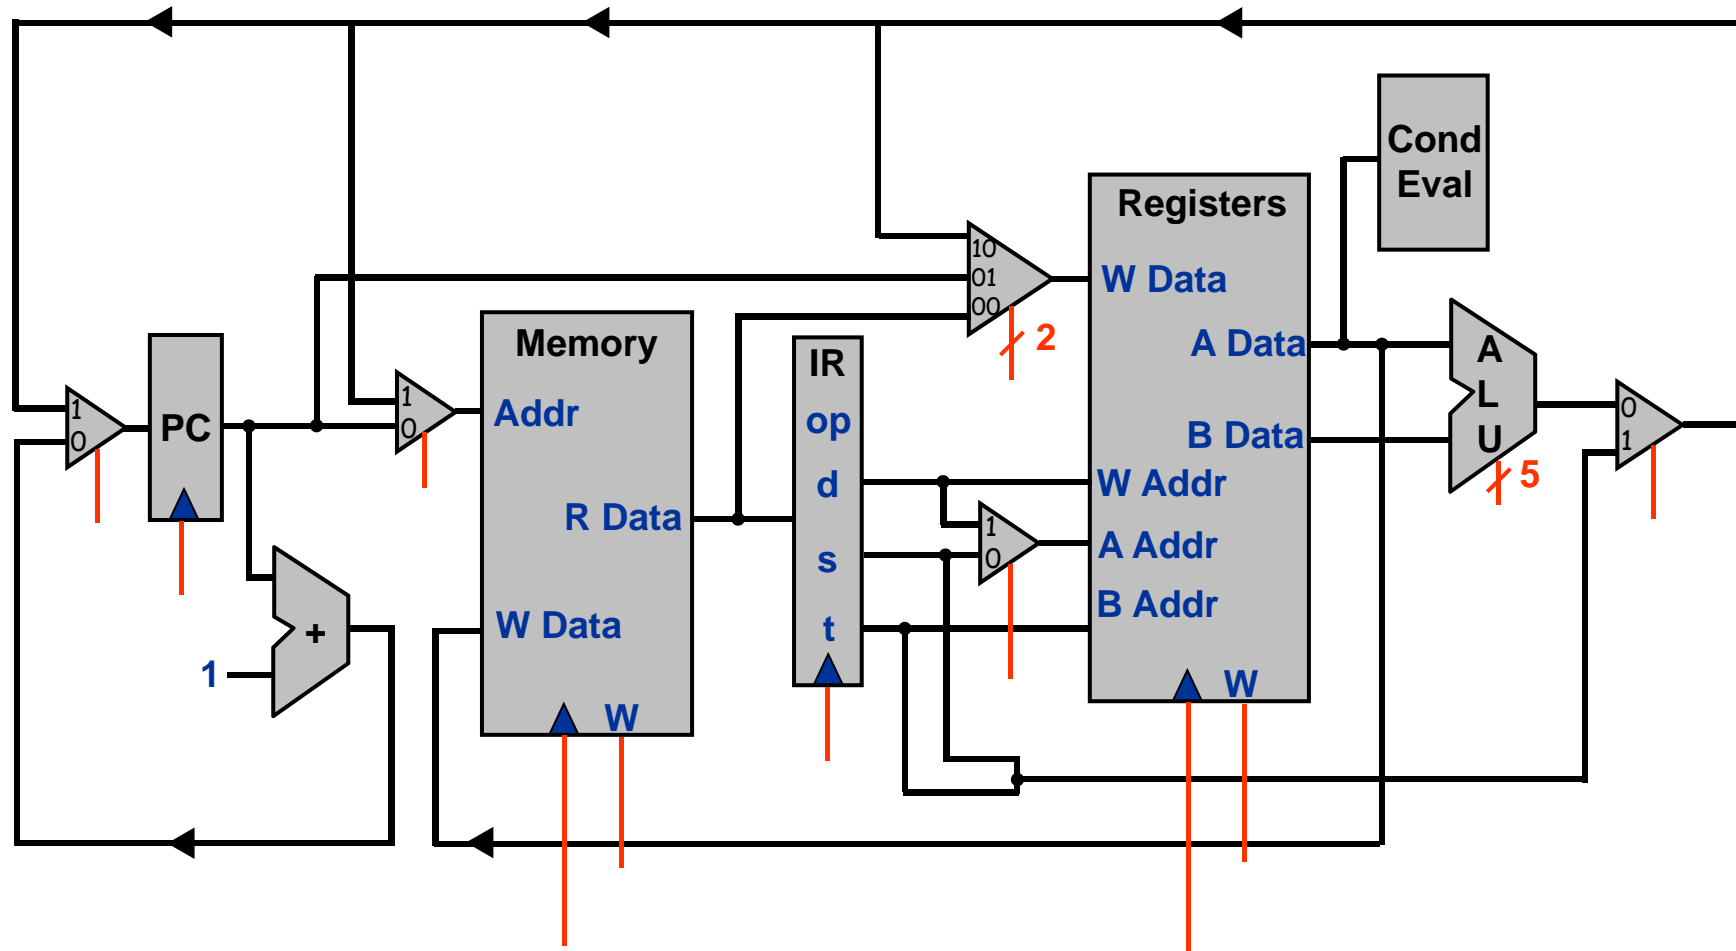 Cond
Eval
Registers
10
01
00
W Data
2
Memory
IR
A Data
A
L
U
1
0
PC
1
0
Addr
op
B Data
0
1
5
d
W Addr
R Data
1
0
s
A Addr
B Addr
W Data
t
+
1
W
W